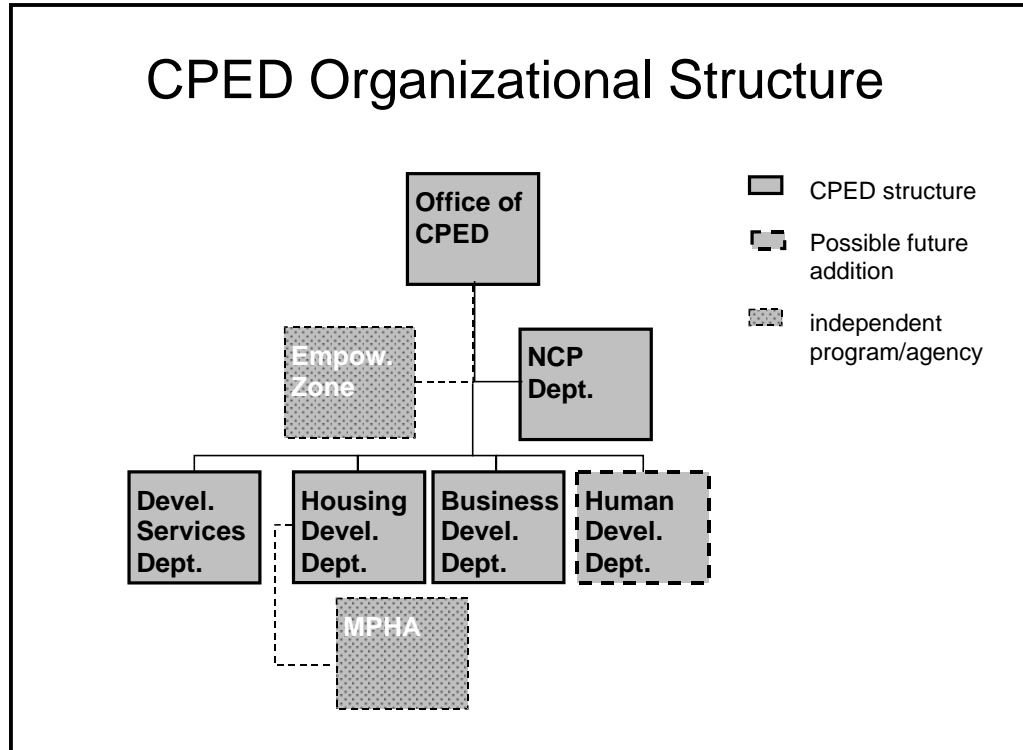 CPED Organizational Structure
Office of
CPED
CPED structure
Possible future
addition
independent
program/agency
Empow.
Zone
NCP
Dept.
Devel.
Services
Dept.
Housing
Devel.
Dept.
Business
Devel.
Dept.
Human
Devel.
Dept.
MPHA